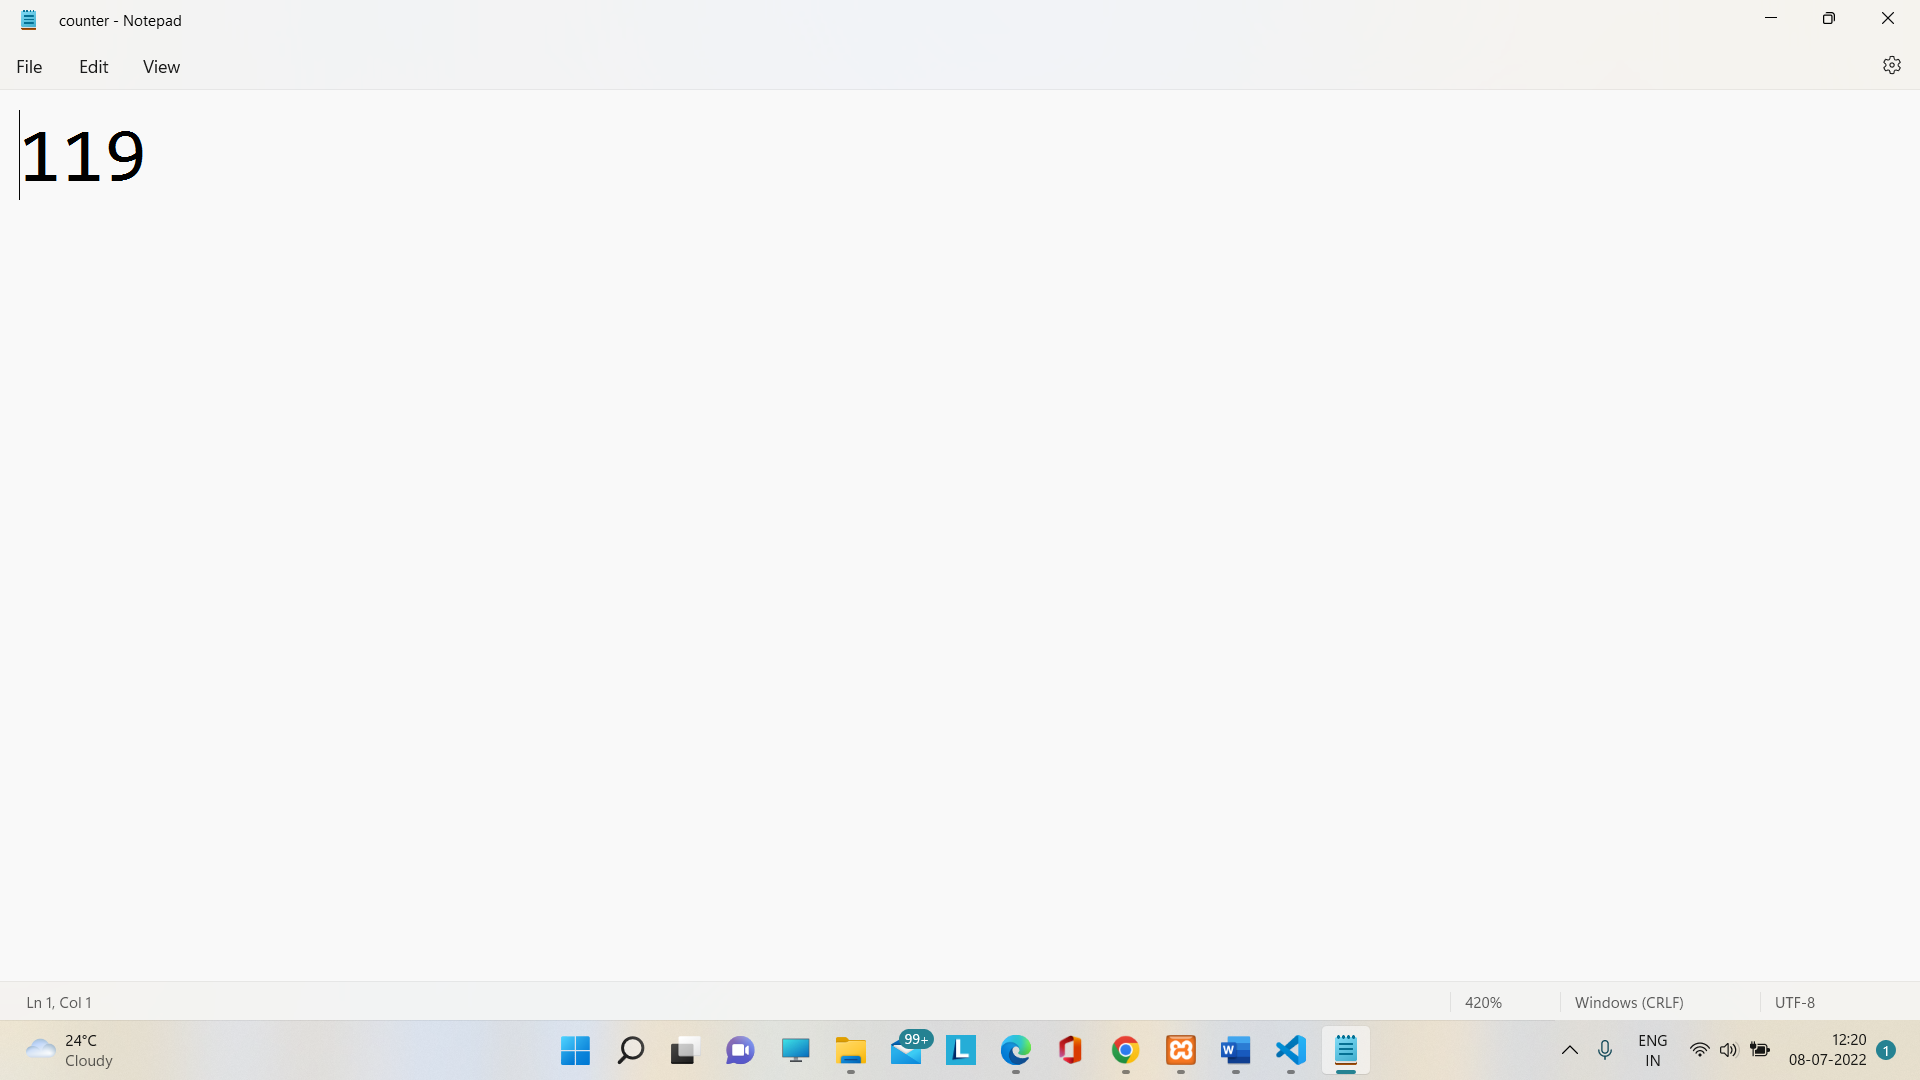 counter - Notepad
File Edit View
119
Ln 1, Col 1 420% Windows (CRLF) UTF-8
24°C
Cloudy
99+
L
W
ENG
IN
12:20
08-07-2022
1